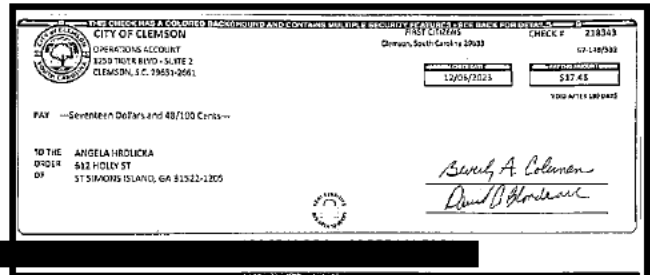 THIS CHECK HAS A COLORED BACKGROUND AND CONTAINS MULTIPLE SECURITY FEATURES - SEE BACK FOR DETAILS
CITY OF CLEMSON
OPERATIONS ACCOUNT
1250 TIGER BLVD - SUITE 2
CLEMSON, S.C. 29631-2661
FIRST CITIZENS
Clemson, South Carolina 29633
CHECK # 218343
12/06/2023
$17.48
VOID AFTER 180 DAYS
PAY ---Seventeen Dollars and 48/100 Cents---
TO THE ORDER OF
ANGELA HROLICKA
612 HOLLY ST
ST SIMONS ISLAND, GA 31522-1205
Beverly A. Coleman